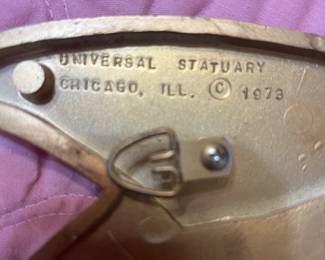 UNIVERSAL STATUARY
CHICAGO, ILL. © 1973